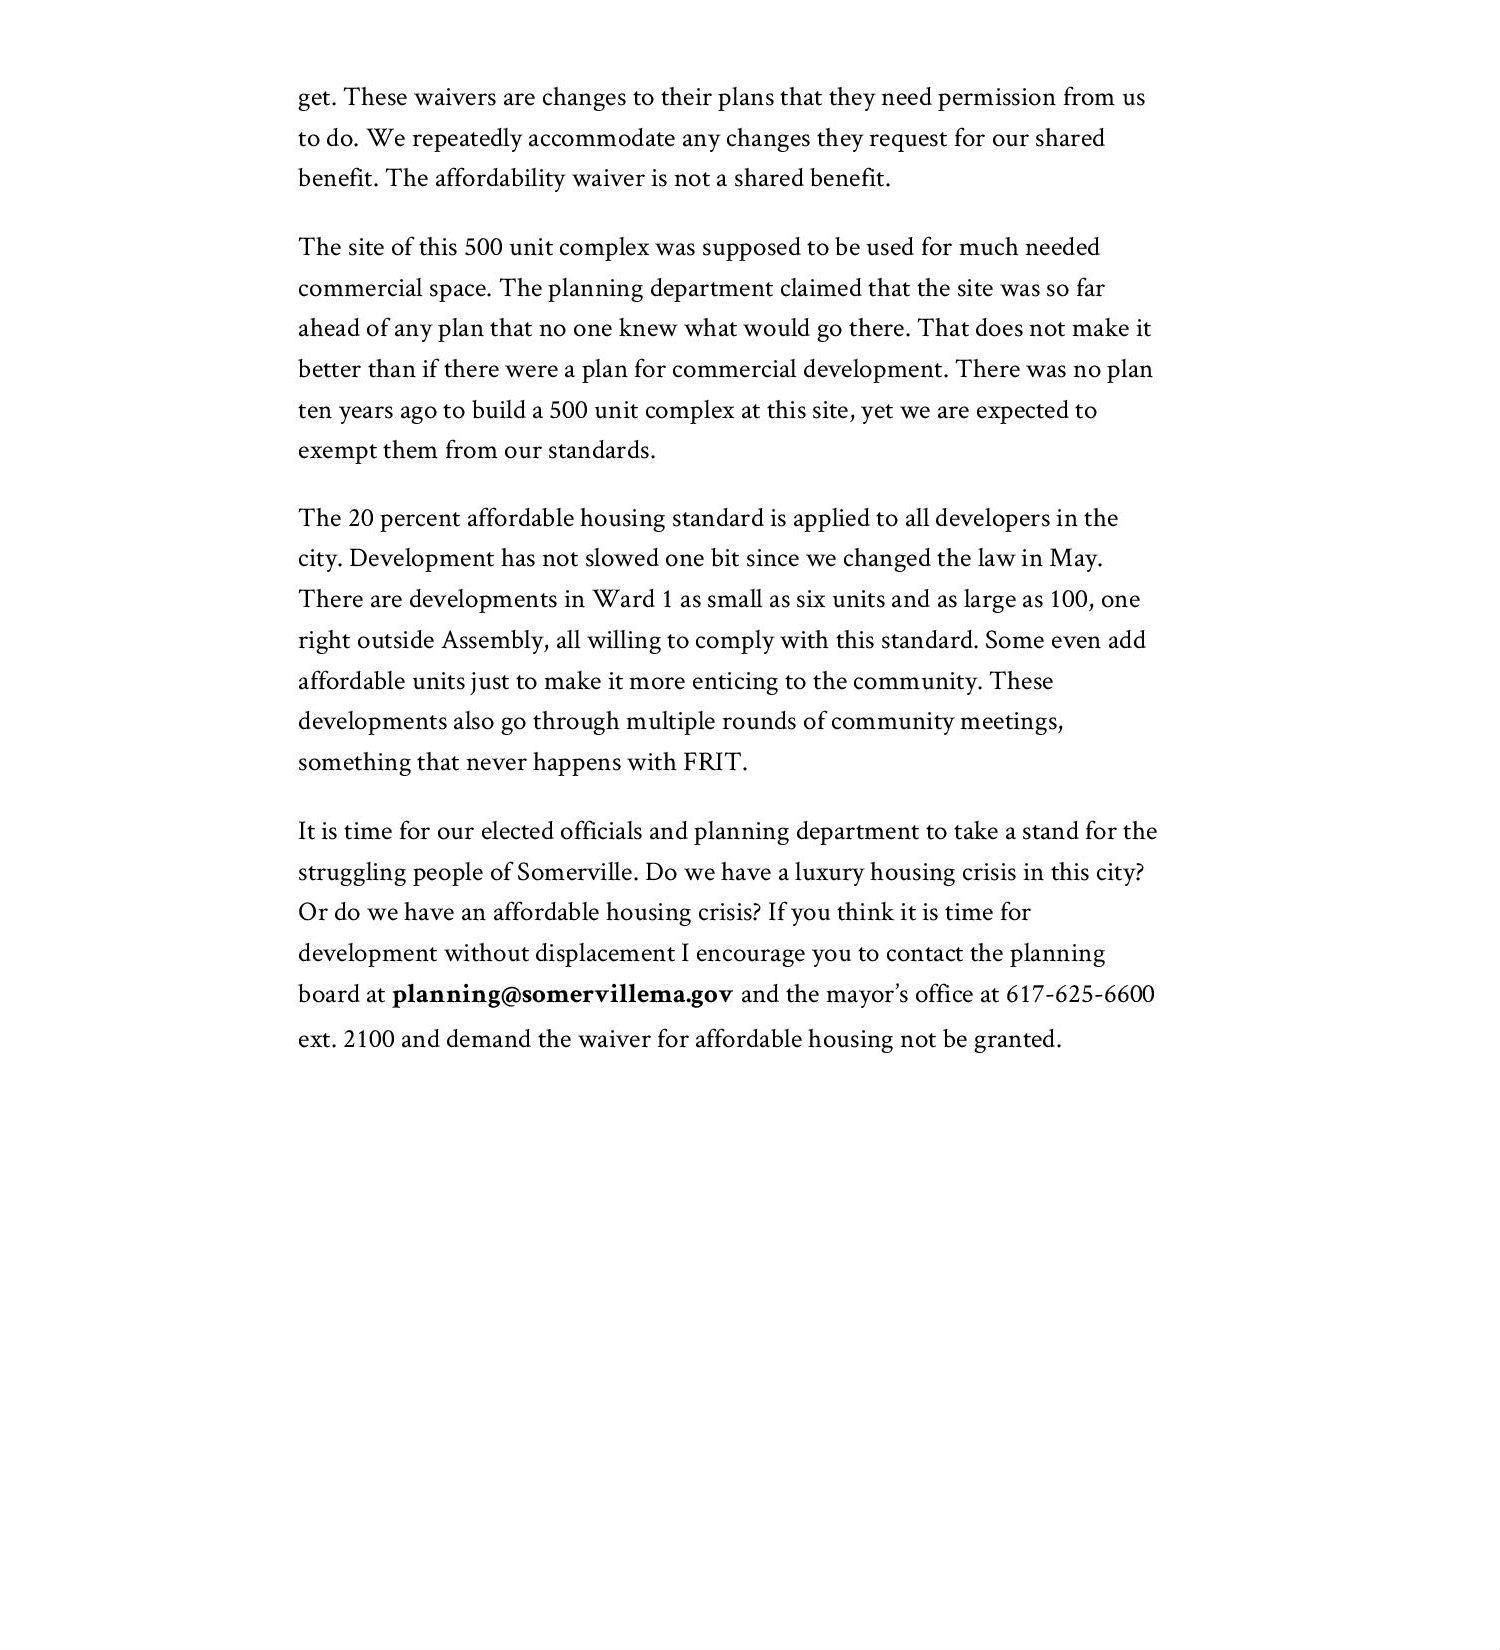 get. These waivers are changes to their plans that they need permission from us
to do. We repeatedly accommodate any changes they request for our shared
benefit. The affordability waiver is not a shared benefit.
The site of this 500 unit complex was supposed to be used for much needed
commercial space. The planning department claimed that the site was so far
ahead of any plan that no one knew what would go there. That does not make it
better than if there were a plan for commercial development. There was no plan
ten years ago to build a 500 unit complex at this site, yet we are expected to
exempt them from our standards.
The 20 percent affordable housing standard is applied to all developers in the
city. Development has not slowed one bit since we changed the law in May.
There are developments in Ward 1 as small as six units and as large as 100, one
right outside Assembly, all willing to comply with this standard. Some even add
affordable units just to make it more enticing to the community. These
developments also go through multiple rounds of community meetings,
something that never happens with FRIT.
It is time for our elected officials and planning department to take a stand for the
struggling people of Somerville. Do we have a luxury housing crisis in this city?
Or do we have an affordable housing crisis? If you think it is time for
development without displacement I encourage you to contact the planning
board at planning@somervillema.gov and the mayor’s office at 617-625-6600
ext. 2100 and demand the waiver for affordable housing not be granted.